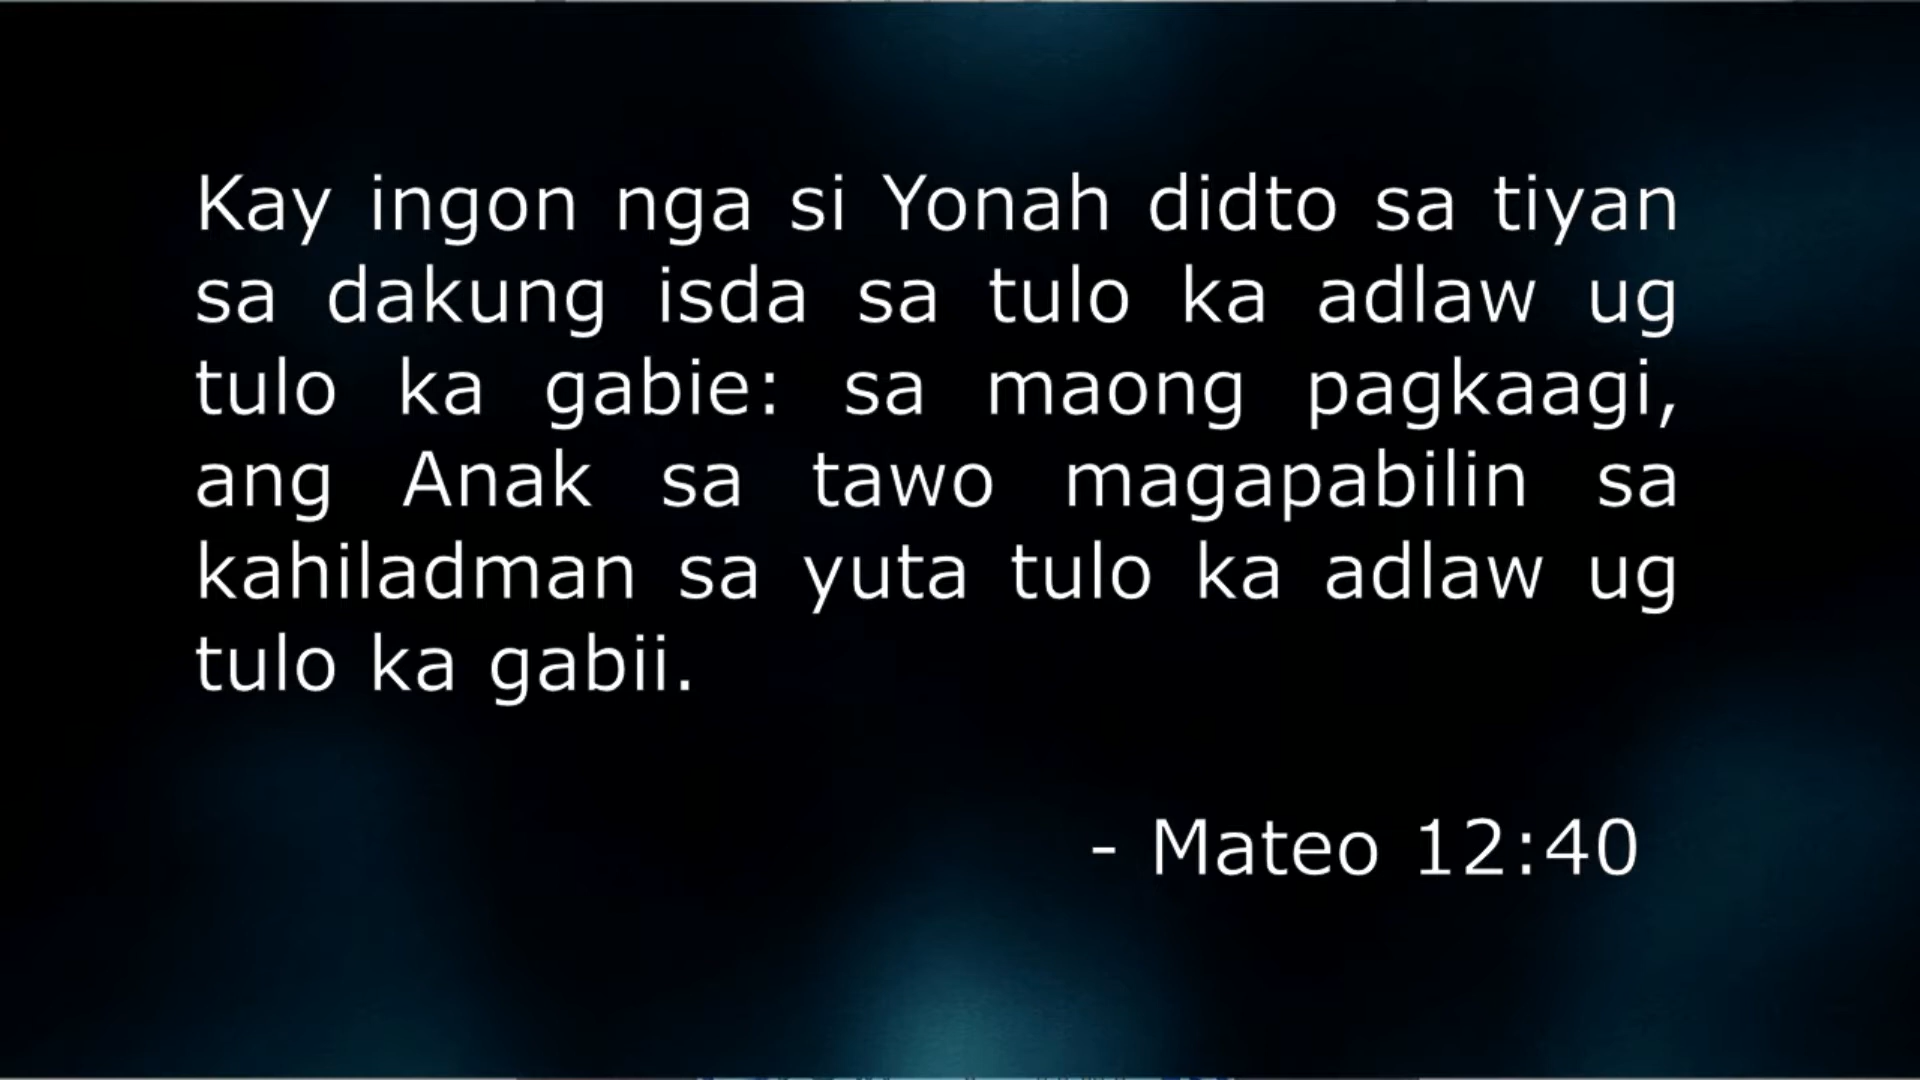 Kay ingon nga si Yonah didto sa tiyan
sa dakung isda sa tulo ka adlaw ug
tulo ka gabie: sa maong pagkaagi,
ang Anak sa tawo magapabilin sa
kahiladman sa yuta tulo ka adlaw ug
tulo ka gabii.
- Mateo 12:40